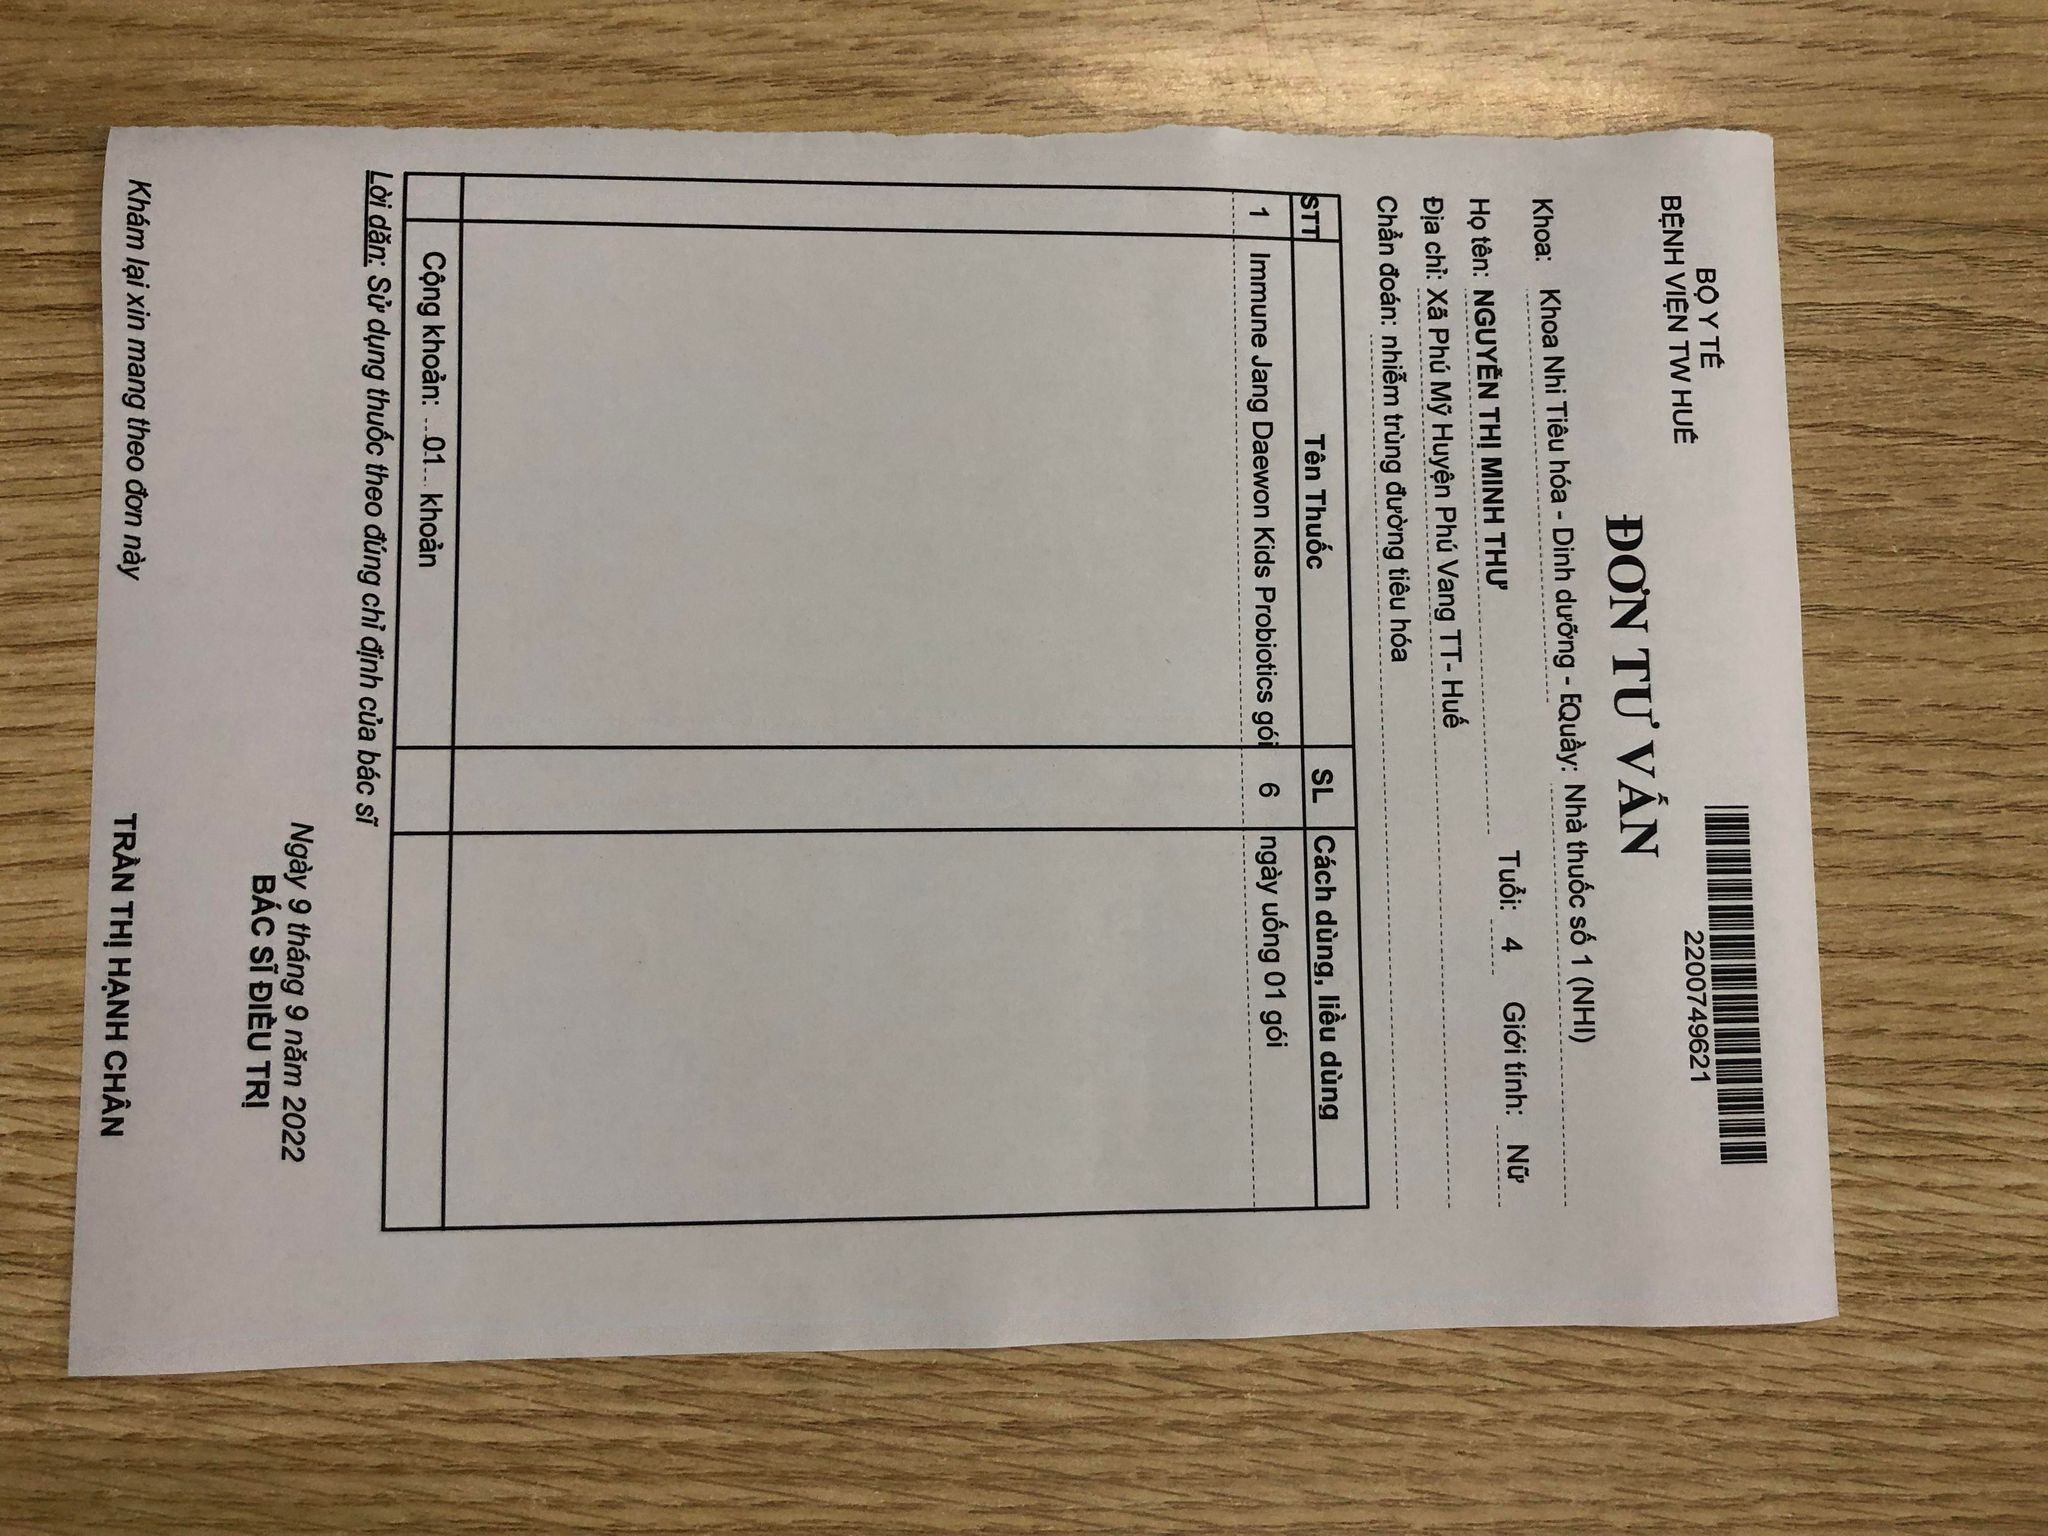 BỘ Y TẾ
BỆNH VIỆN TW HUẾ
2200749621
ĐƠN TƯ VẤN
Khoa: Khoa Nhi Tiêu hóa - Dinh dưỡng - EQuầy: Nhà thuốc số 1 (NHI)
Họ tên: NGUYỄN THỊ MINH THƯ Tuổi: 4 Giới tính: Nữ
Địa chỉ: Xã Phú Mỹ Huyện Phú Vang TT- Huế
Chẩn đoán: nhiễm trùng đường tiêu hóa
STT Tên Thuốc SL Cách dùng, liều dùng
1 Immune Jang Daewon Kids Probiotics gói 6 ngày uống 01 gói
Cộng khoản: ...01... khoản
Lời dặn: Sử dụng thuốc theo đúng chỉ định của bác sĩ
Ngày 9 tháng 9 năm 2022
BÁC SĨ ĐIỀU TRỊ
Khám lại xin mang theo đơn này TRẦN THỊ HẠNH CHÂN